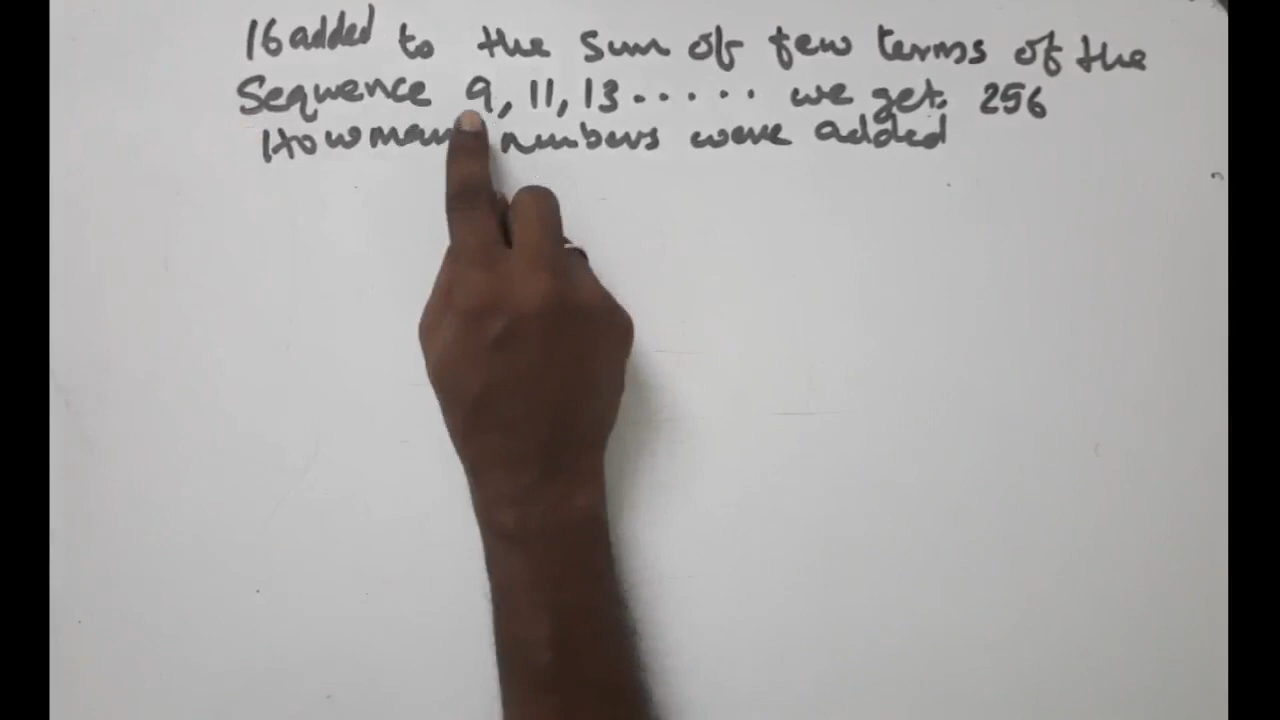 16 added to the sum of few terms of the
Sequence 9, 11, 13 ...... we get. 256
How many numbers were added